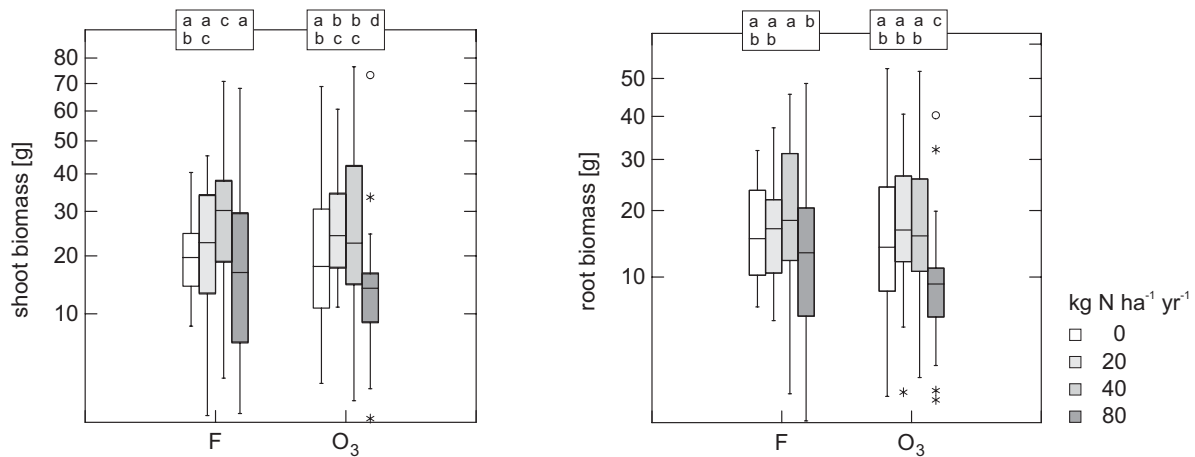 a a c a
b c
a b b d
b c c
80
70
60
50
40
30
20
10
shoot biomass [g]
F
O₃
a a a b
b b
a a a c
b b b
50
40
30
20
10
root biomass [g]
F
O₃
kg N ha⁻¹ yr⁻¹
0
20
40
80